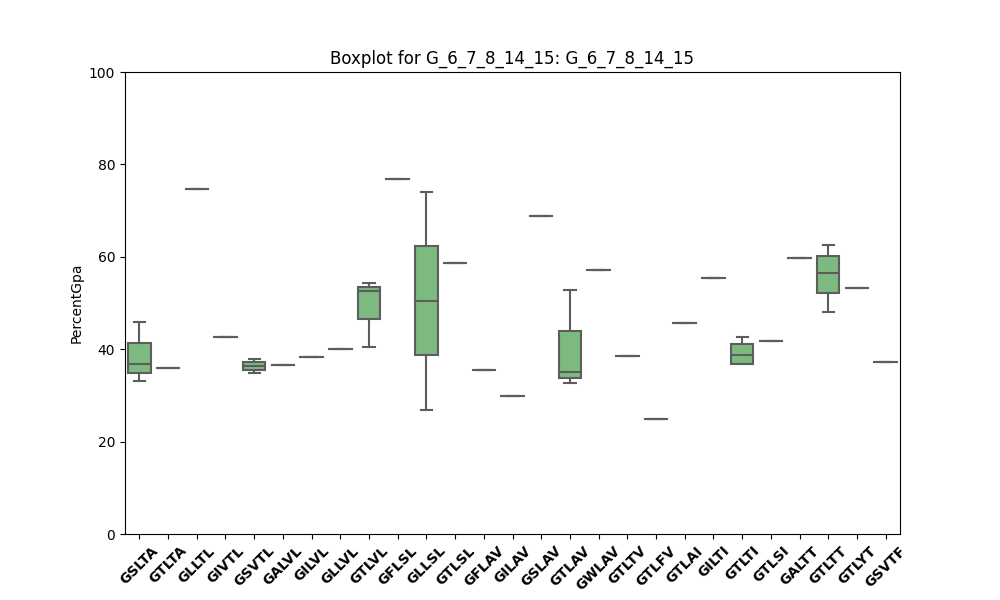 Boxplot for G_6_7_8_14_15: G_6_7_8_14_15
100
80
60
40
20
0
PercentGpa
GSLTA
GTLTA
GLLTL
GIVTL
GSVTL
GALVL
GILVL
GLLVL
GTLVL
GFLSL
GLLSL
GTLSL
GFLAV
GILAV
GSLAV
GTLAV
GWLAV
GTLTV
GTLFV
GTLAI
GILTI
GTLTI
GTLSI
GALTT
GTLTT
GTLYT
GSVTF